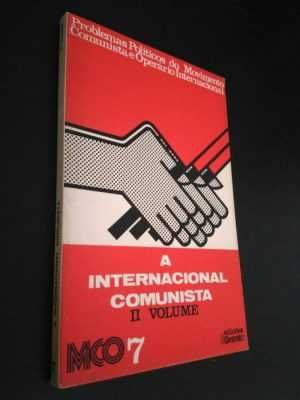 Problemas Políticos do Movimento
Comunista e Operário Internacional
A
INTERNACIONAL
COMUNISTA
II VOLUME
MCO 7